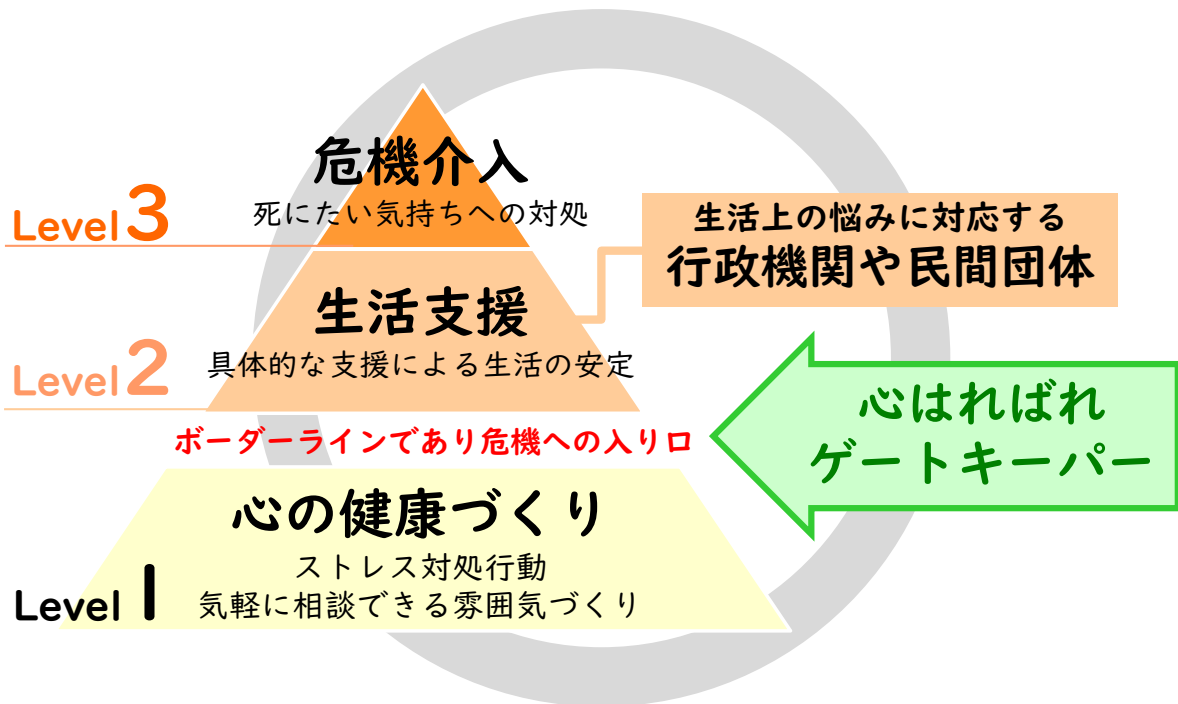 危機介入
死にたい気持ちへの対処
Level 3
生活上の悩みに対応する
行政機関や民間団体
生活支援
具体的な支援による生活の安定
Level 2
ボーダーラインであり危機への入り口
心はればれ
ゲートキーパー
心の健康づくり
ストレス対処行動
気軽に相談できる雰囲気づくり
Level 1